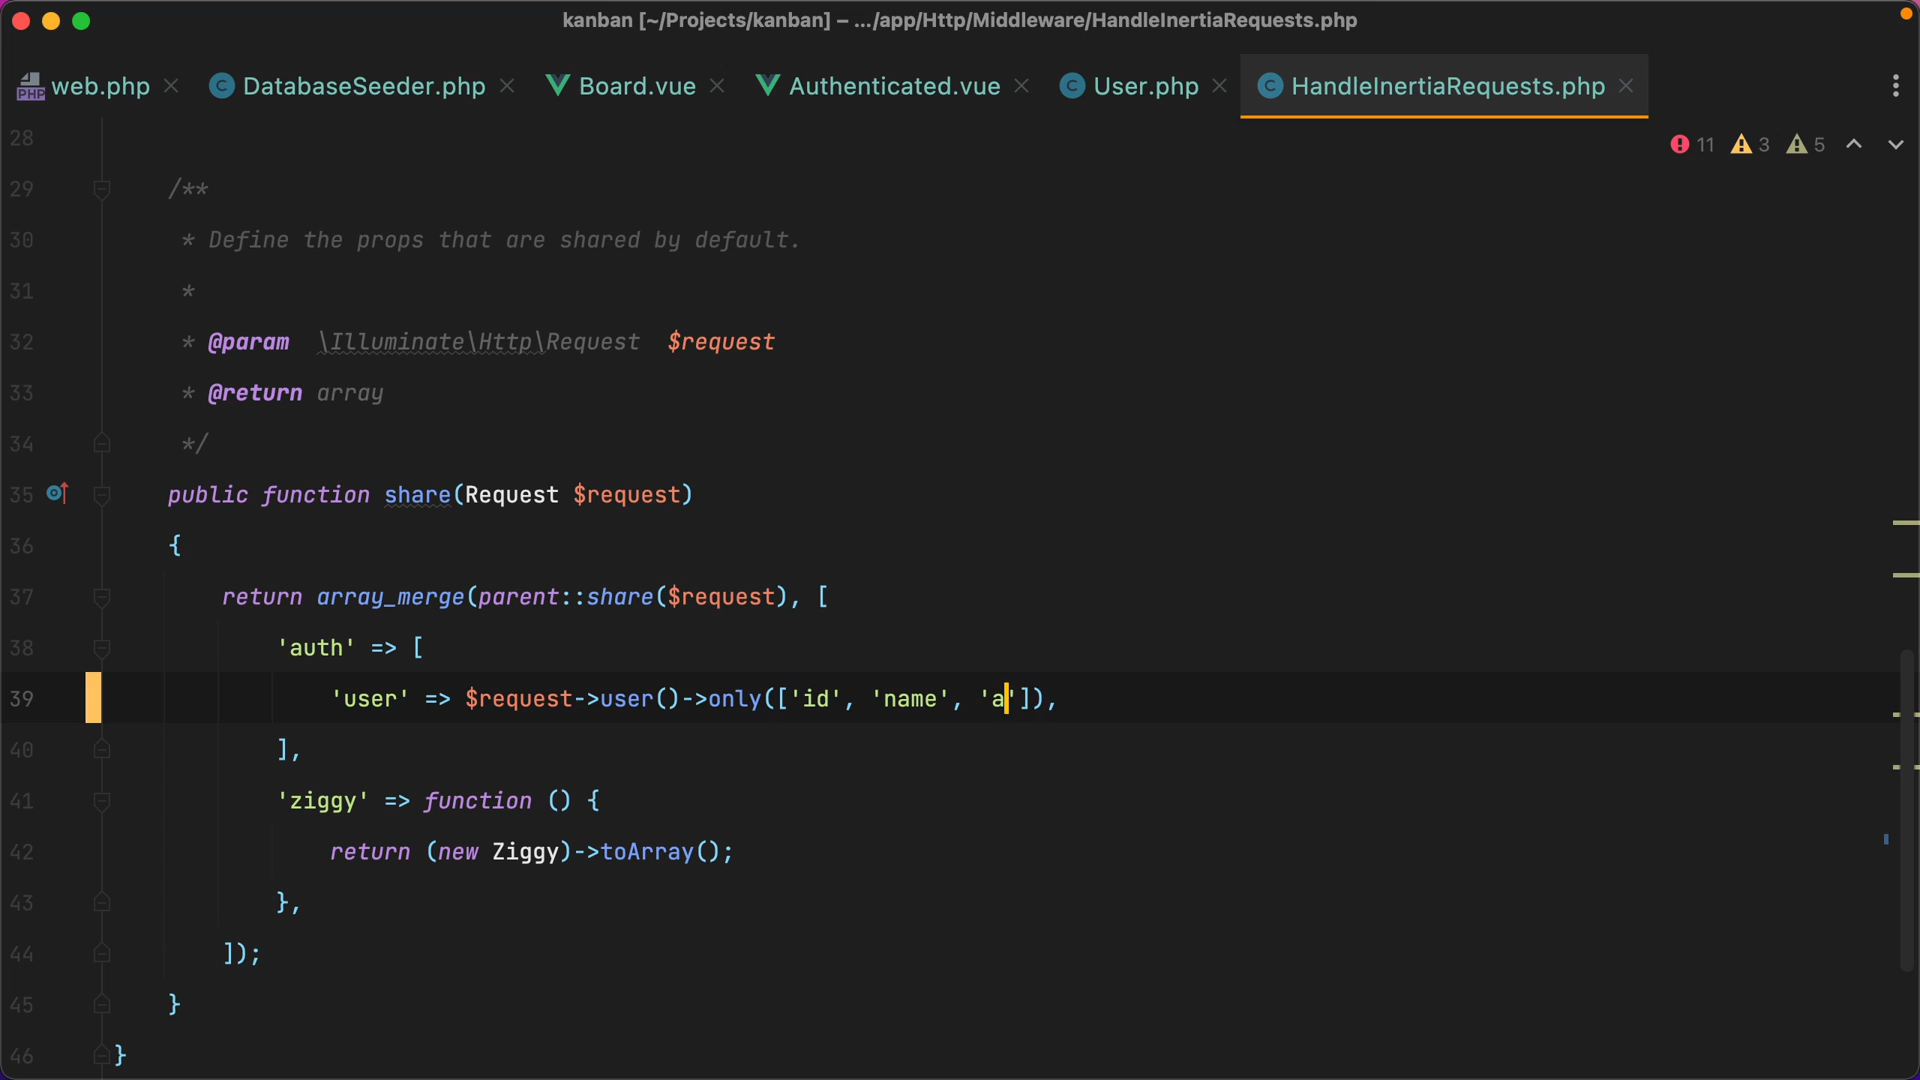 kanban [~/Projects/kanban] – .../app/Http/Middleware/HandleInertiaRequests.php
web.php DatabaseSeeder.php Board.vue Authenticated.vue User.php HandleInertiaRequests.php
11 3 5
28
29 /**
30 * Define the props that are shared by default.
31 *
32 * @param \Illuminate\Http\Request $request
33 * @return array
34 */
35 public function share(Request $request)
36 {
37 return array_merge(parent::share($request), [
38 'auth' => [
39 'user' => $request->user()->only(['id', 'name', 'a']),
40 ],
41 'ziggy' => function () {
42 return (new Ziggy)->toArray();
43 },
44 ]);
45 }
46 }